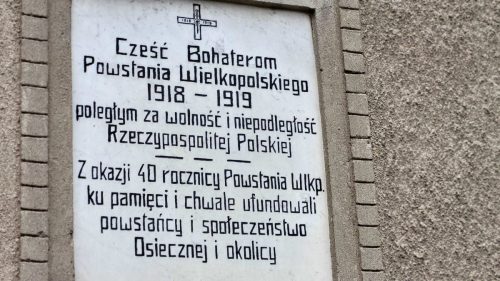 Cześć Bohaterom
Powstania Wielkopolskiego
1918 – 1919
poległym za wolność i niepodległość
Rzeczypospolitej Polskiej
Z okazji 40 rocznicy Powstania Wlkp.
ku pamięci i chwale ufundowali
powstańcy i społeczeństwo
Osiecznej i okolicy